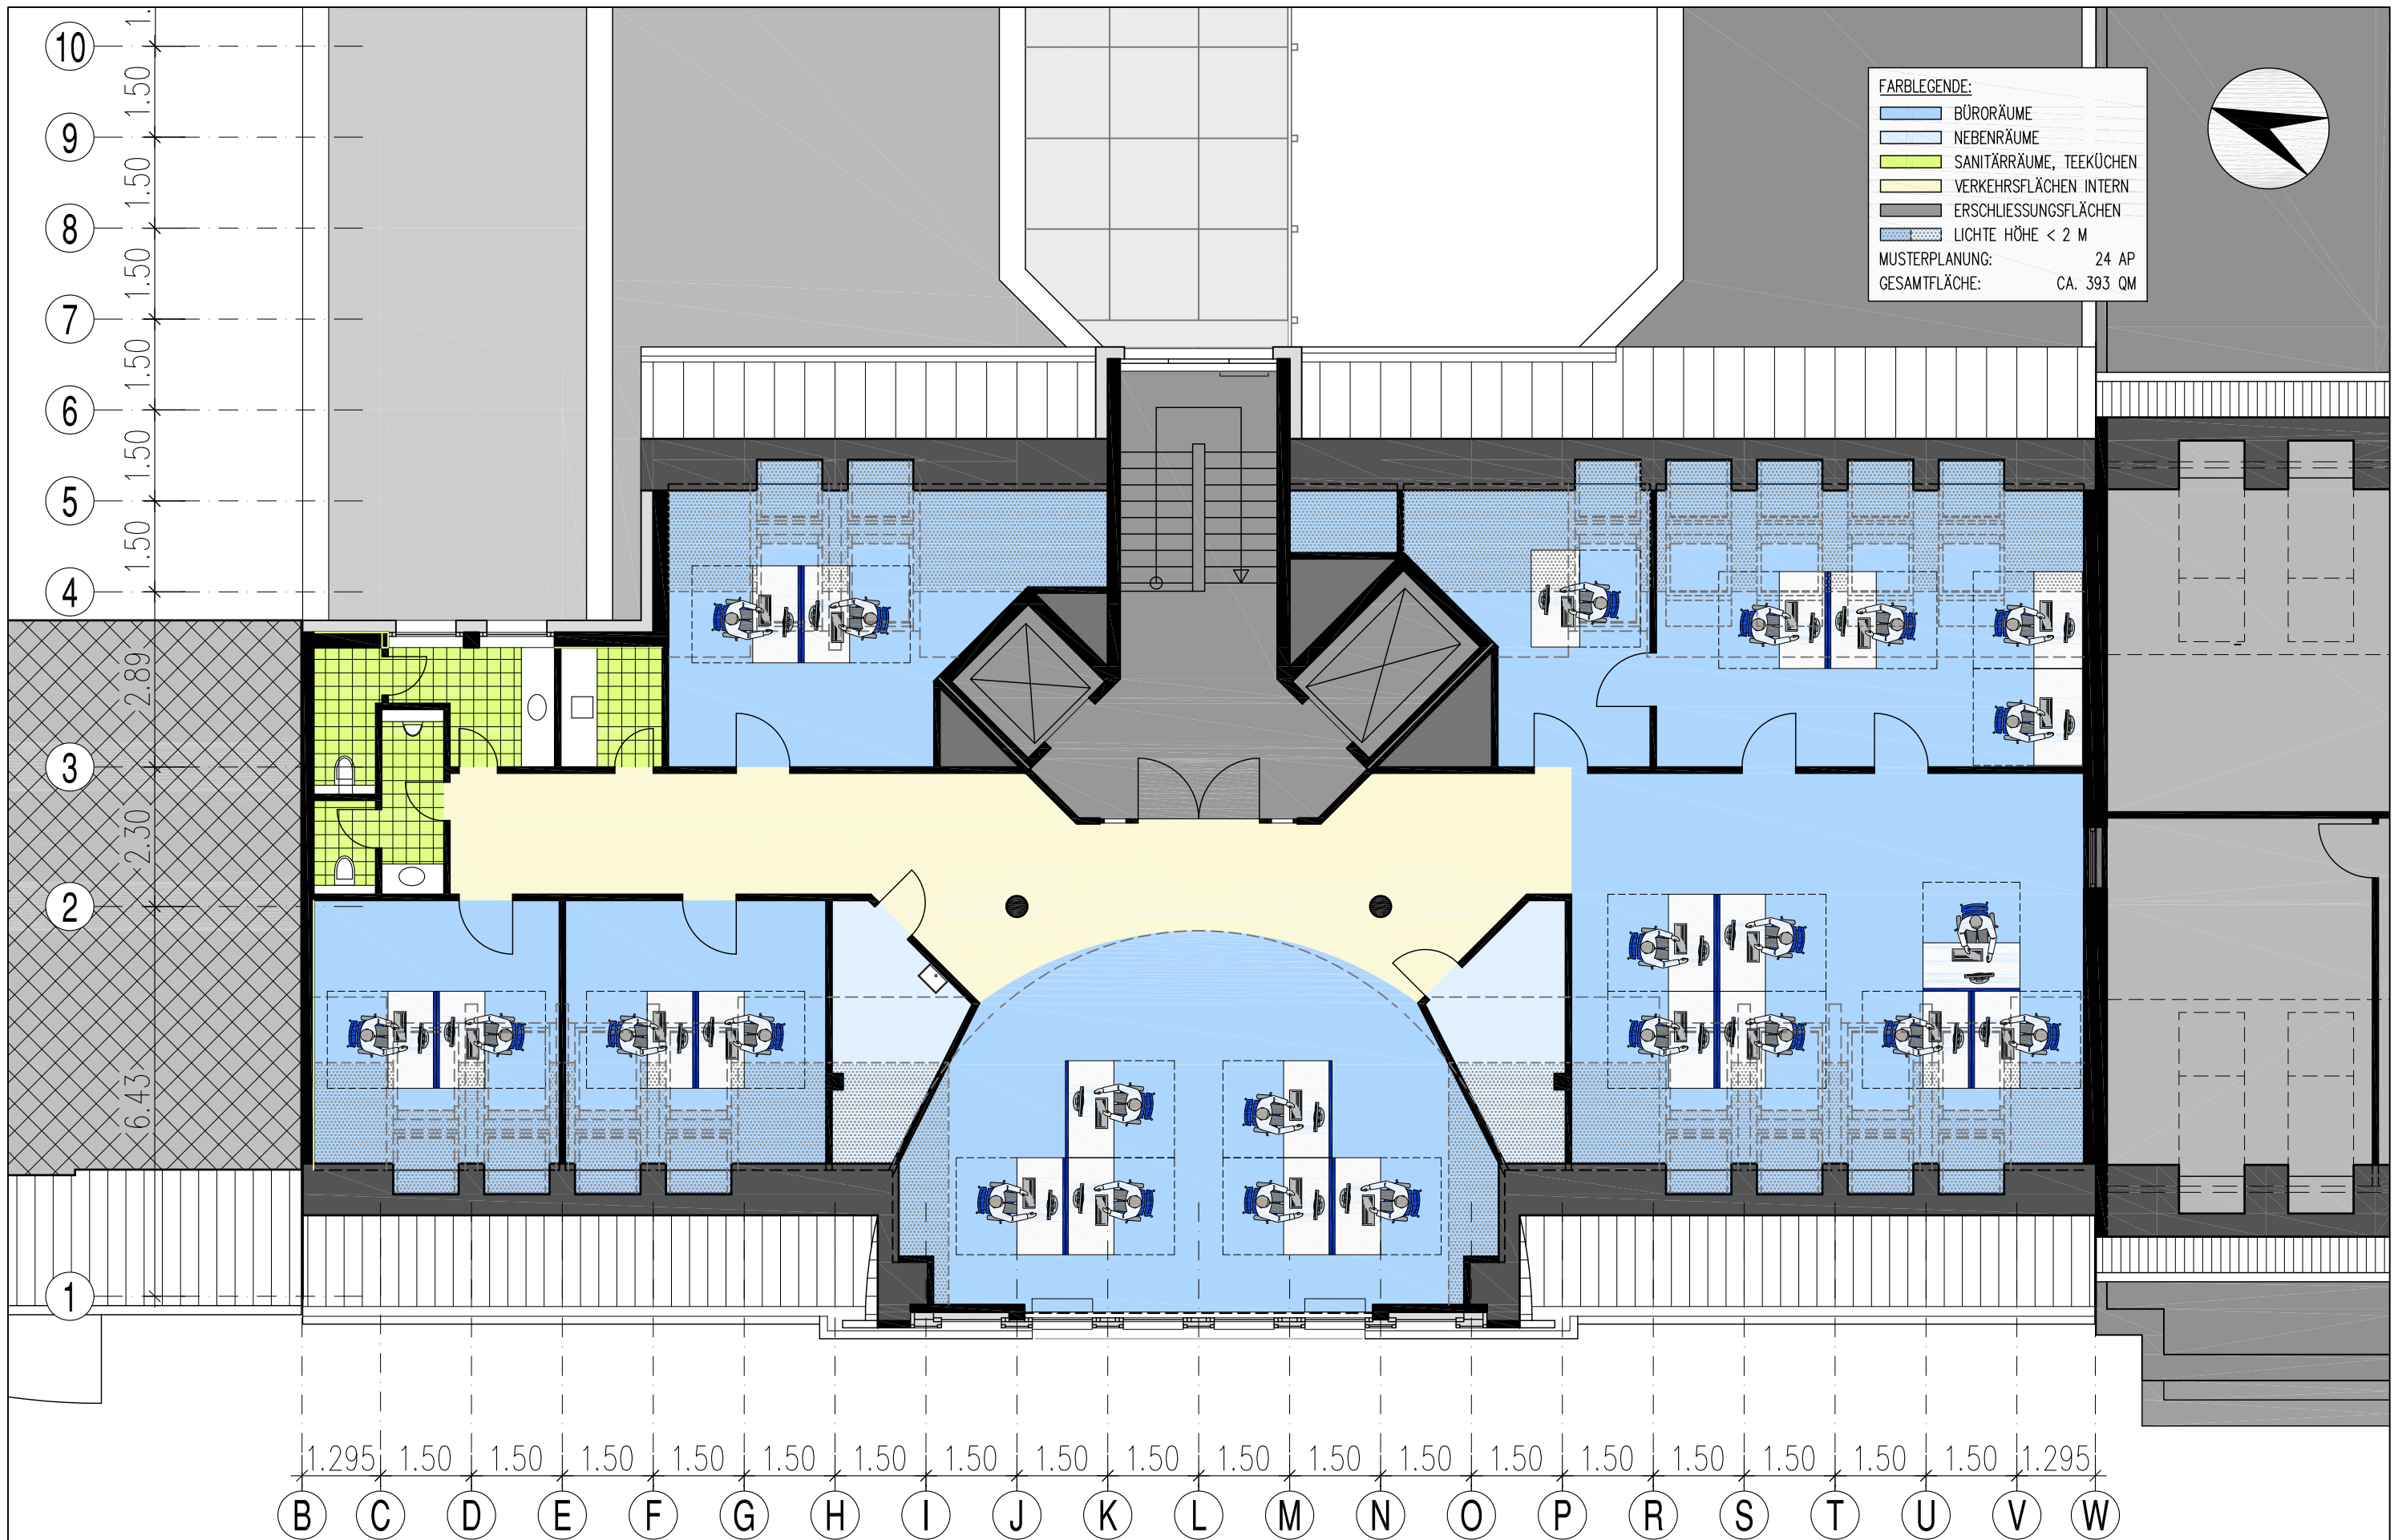 FARBLEGENDE:
BÜRORÄUME
NEBENRÄUME
SANITÄRRÄUME, TEEKÜCHEN
VERKEHRSFLÄCHEN INTERN
ERSCHLIESSUNGSFLÄCHEN
LICHTE HÖHE < 2 M
MUSTERPLANUNG: 24 AP
GESAMTFLÄCHE: CA. 393 QM
10
9
8
7
6
5
4
3
2
1
1.
1.50
1.50
1.50
1.50
1.50
1.50
2.89
2.30
6.43
1.295 1.50 1.50 1.50 1.50 1.50 1.50 1.50 1.50 1.50 1.50 1.50 1.50 1.50 1.50 1.50 1.50 1.50 1.50 1.295
B C D E F G H I J K L M N O P R S T U V W